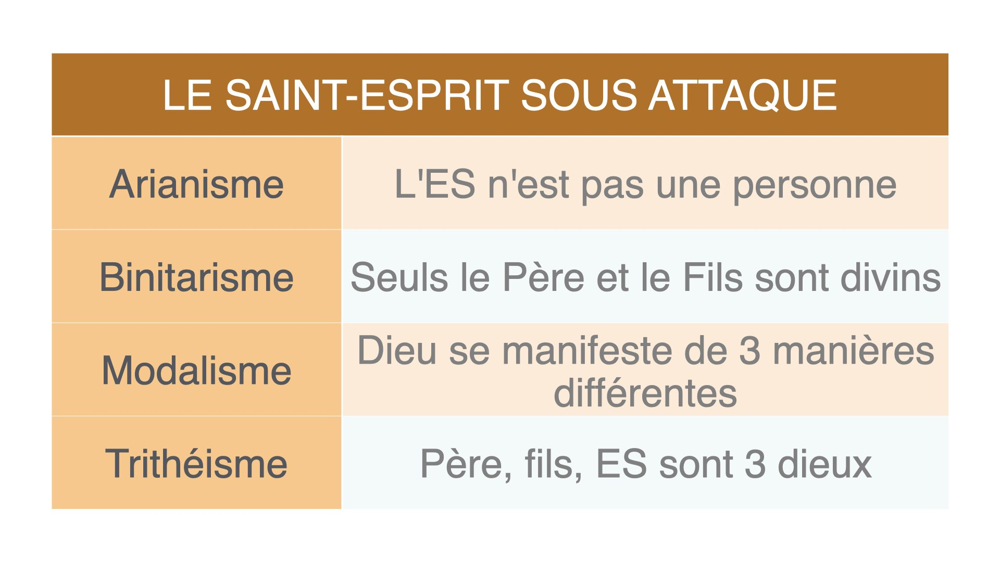 LE SAINT-ESPRIT SOUS ATTAQUE
Arianisme
L'ES n'est pas une personne
Binitarisme
Seuls le Père et le Fils sont divins
Modalisme
Dieu se manifeste de 3 manières
différentes
Trithéisme
Père, fils, ES sont 3 dieux